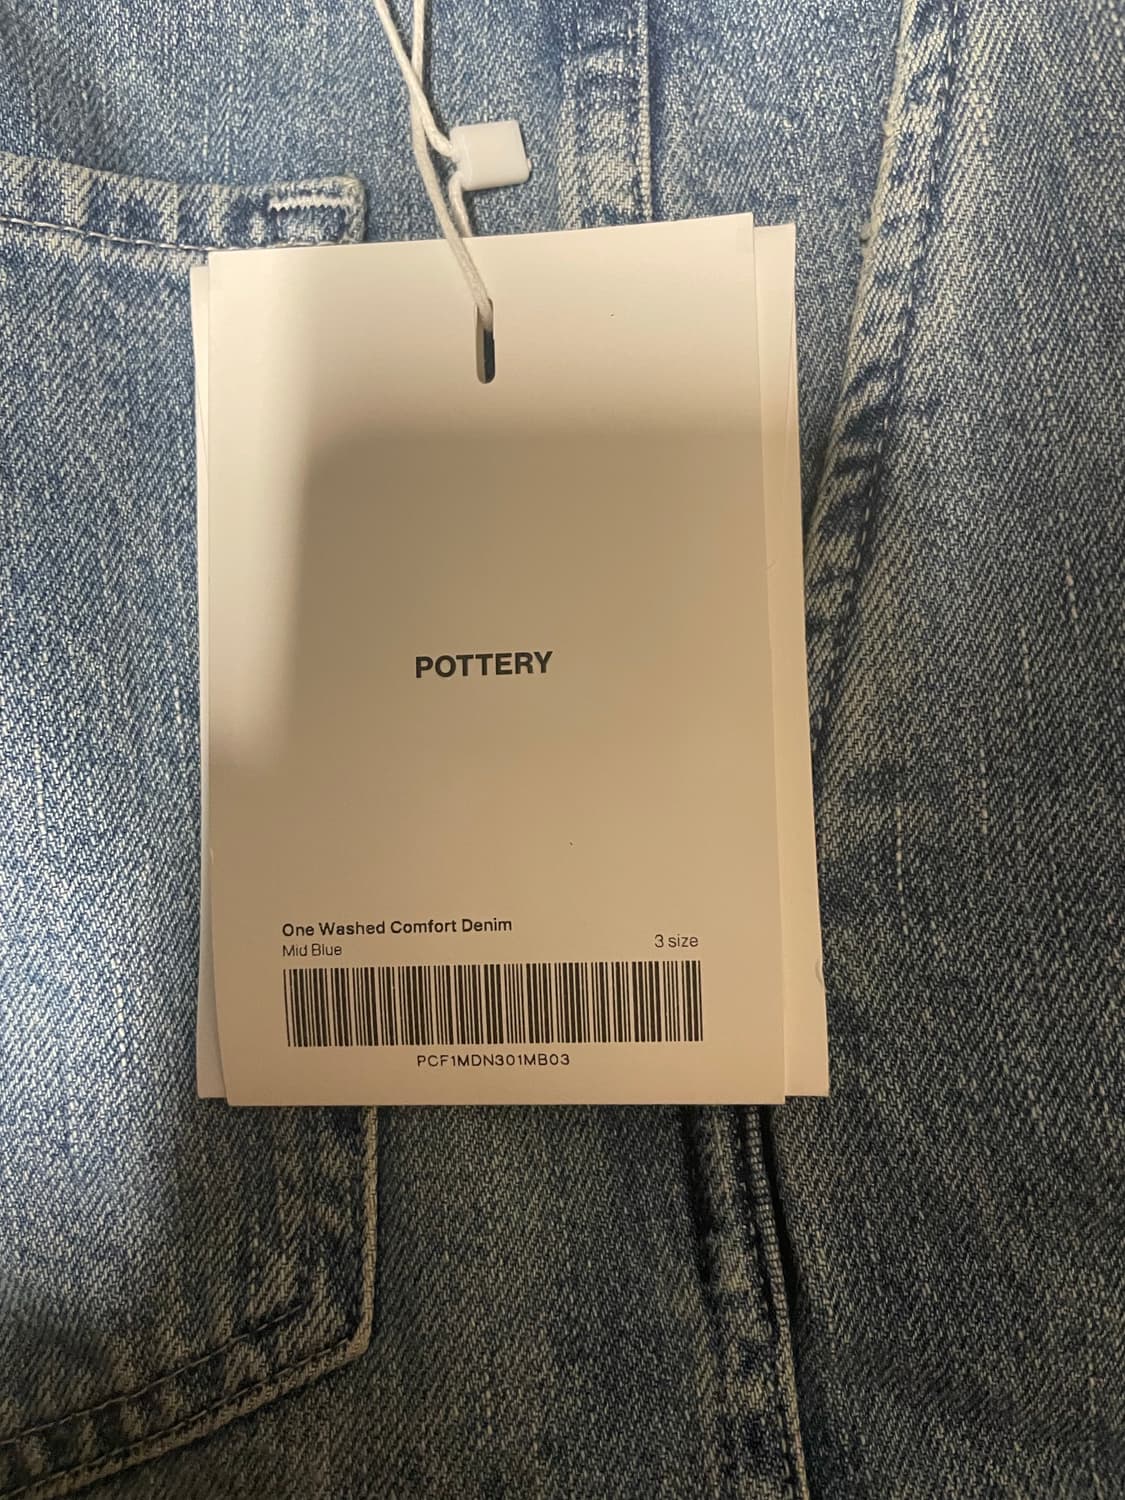 POTTERY
One Washed Comfort Denim
Mid Blue
3 size
PCF1MDN301MB03